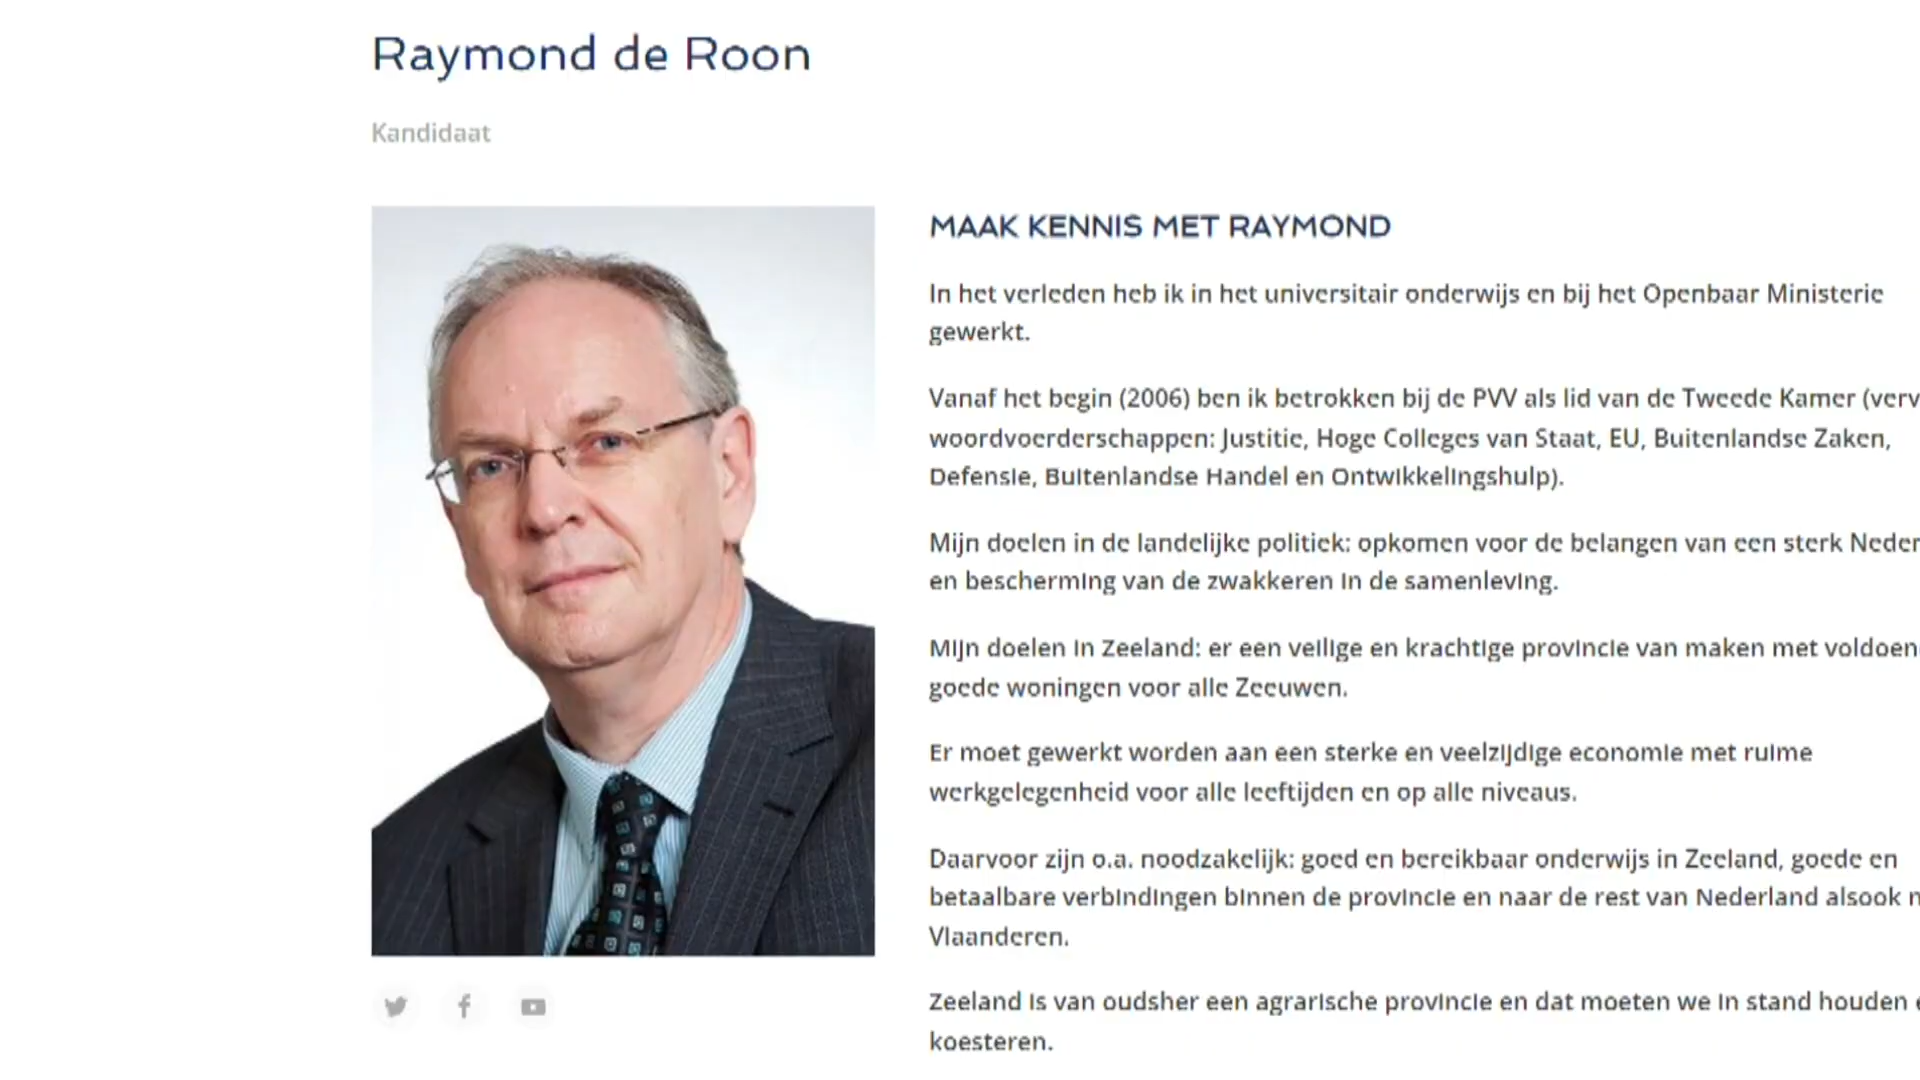 Raymond de Roon
Kandidaat
MAAK KENNIS MET RAYMOND
In het verleden heb ik in het universitair onderwijs en bij het Openbaar Ministerie
gewerkt.
Vanaf het begin (2006) ben ik betrokken bij de PVV als lid van de Tweede Kamer (verv
woordvoerderschappen: Justitie, Hoge Colleges van Staat, EU, Buitenlandse Zaken,
Defensie, Buitenlandse Handel en Ontwikkelingshulp).
Mijn doelen in de landelijke politiek: opkomen voor de belangen van een sterk Neder
en bescherming van de zwakkeren in de samenleving.
Mijn doelen in Zeeland: er een veilige en krachtige provincie van maken met voldoen
goede woningen voor alle Zeeuwen.
Er moet gewerkt worden aan een sterke en veelzijdige economie met ruime
werkgelegenheid voor alle leeftijden en op alle niveaus.
Daarvoor zijn o.a. noodzakelijk: goed en bereikbaar onderwijs in Zeeland, goede en
betaalbare verbindingen binnen de provincie en naar de rest van Nederland alsook n
Vlaanderen.
Zeeland is van oudsher een agrarische provincie en dat moeten we in stand houden e
koesteren.